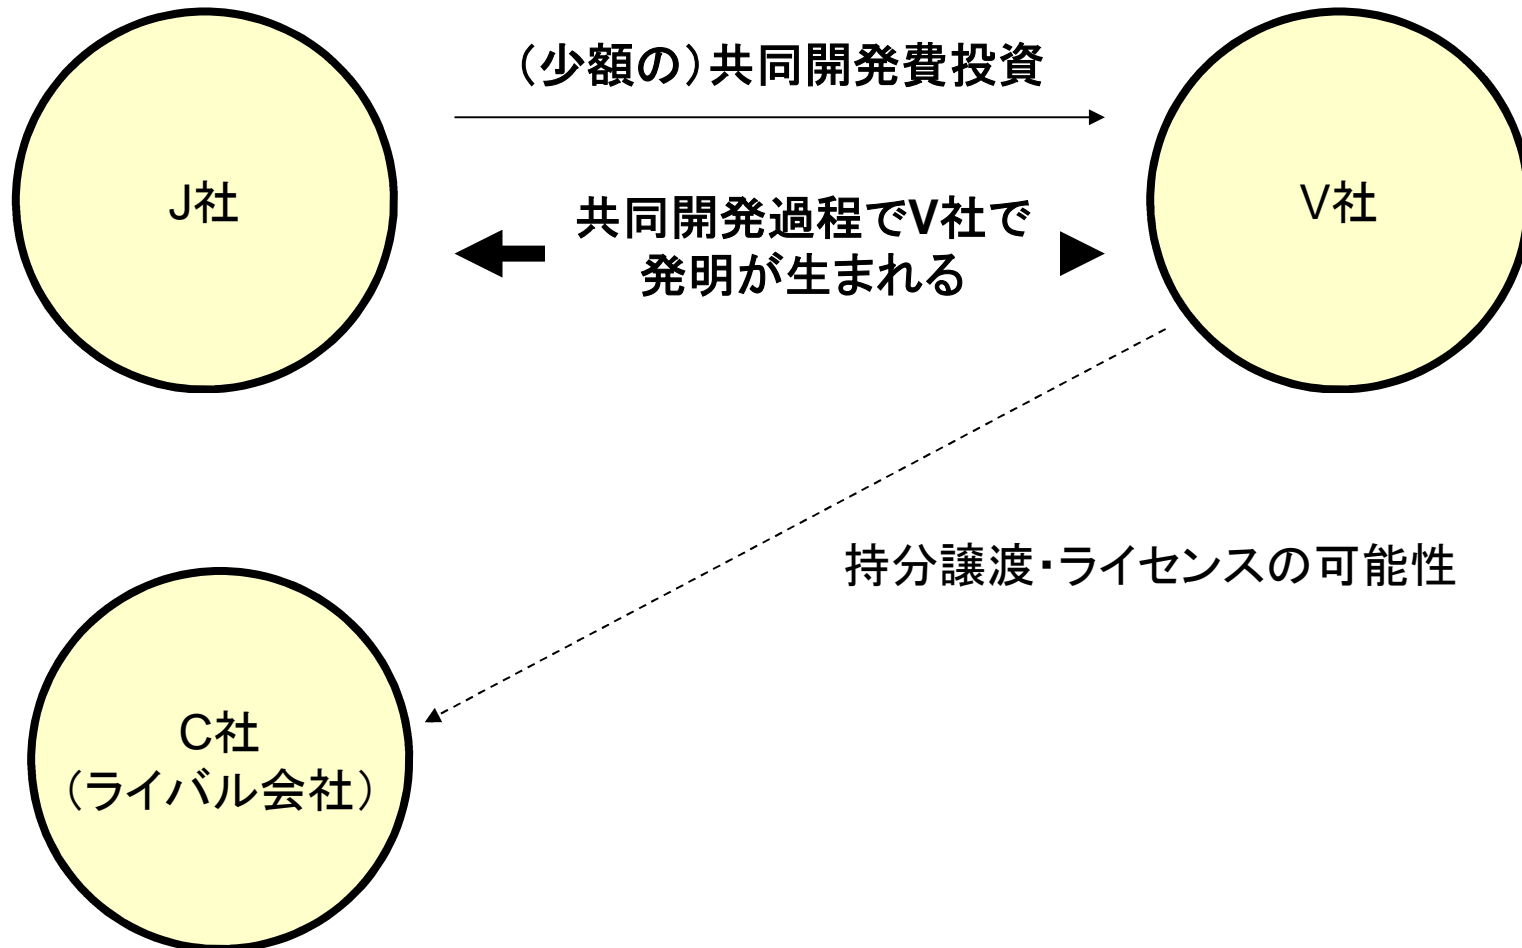 （少額の）共同開発費投資
J社
共同開発過程でV社で
発明が生まれる
V社
持分譲渡・ライセンスの可能性
C社
（ライバル会社）